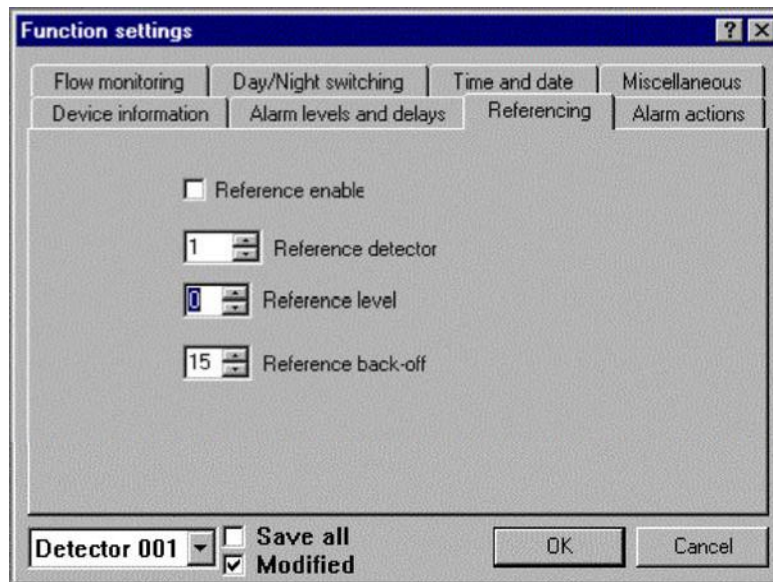 Function settings
Flow monitoring Day/Night switching Time and date Miscellaneous
Device information Alarm levels and delays Referencing Alarm actions
Reference enable
1 Reference detector
0 Reference level
15 Reference back-off
Detector 001 Save all OK Cancel
Modified